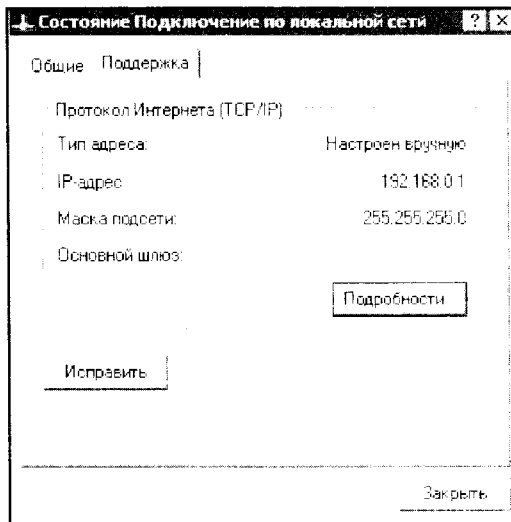 Состояние Подключение по локальной сети
Общие Поддержка
Протокол Интернета (TCP/IP)
Тип адреса: Настроен вручную
IP-адрес: 192.168.0.1
Маска подсети: 255.255.255.0
Основной шлюз:
Подробности...
Исправить
Закрыть